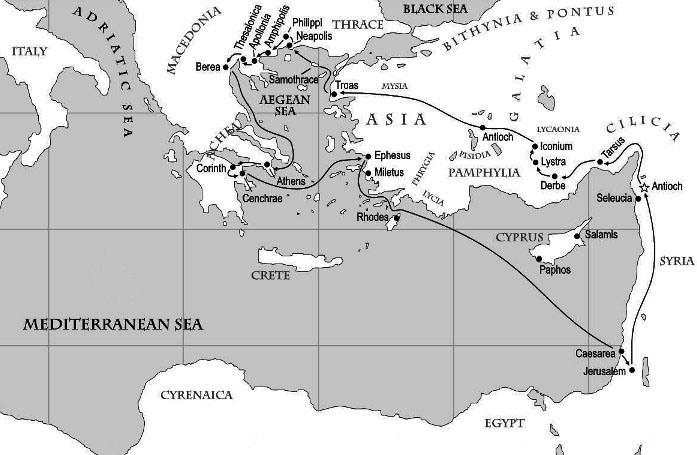 ADRIATIC SEA
MACEDONIA
Thesalonica
Apollonia
Amphipolis
Philippi
Neapolis
THRACE
BLACK SEA
BITHYNIA & PONTUS
ITALY
Berea
Samothrace
Troas
MYSIA
GALATIA
AEGEAN
SEA
ASIA
CILICIA
LYCAONIA
Antioch
Iconium
Tarsus
ACHEII
Ephesus
PISIDIA
Lystra
Corinth
Athens
Miletus
PHRYGIA
PAMPHYLIA
Derbe
Antioch
Cenchrae
LYCIA
Seleucia
Rhodes
CYPRUS
Salamis
SYRIA
Paphos
CRETE
MEDITERRANEAN SEA
Caesarea
Jerusalem
CYRENAICA
EGYPT